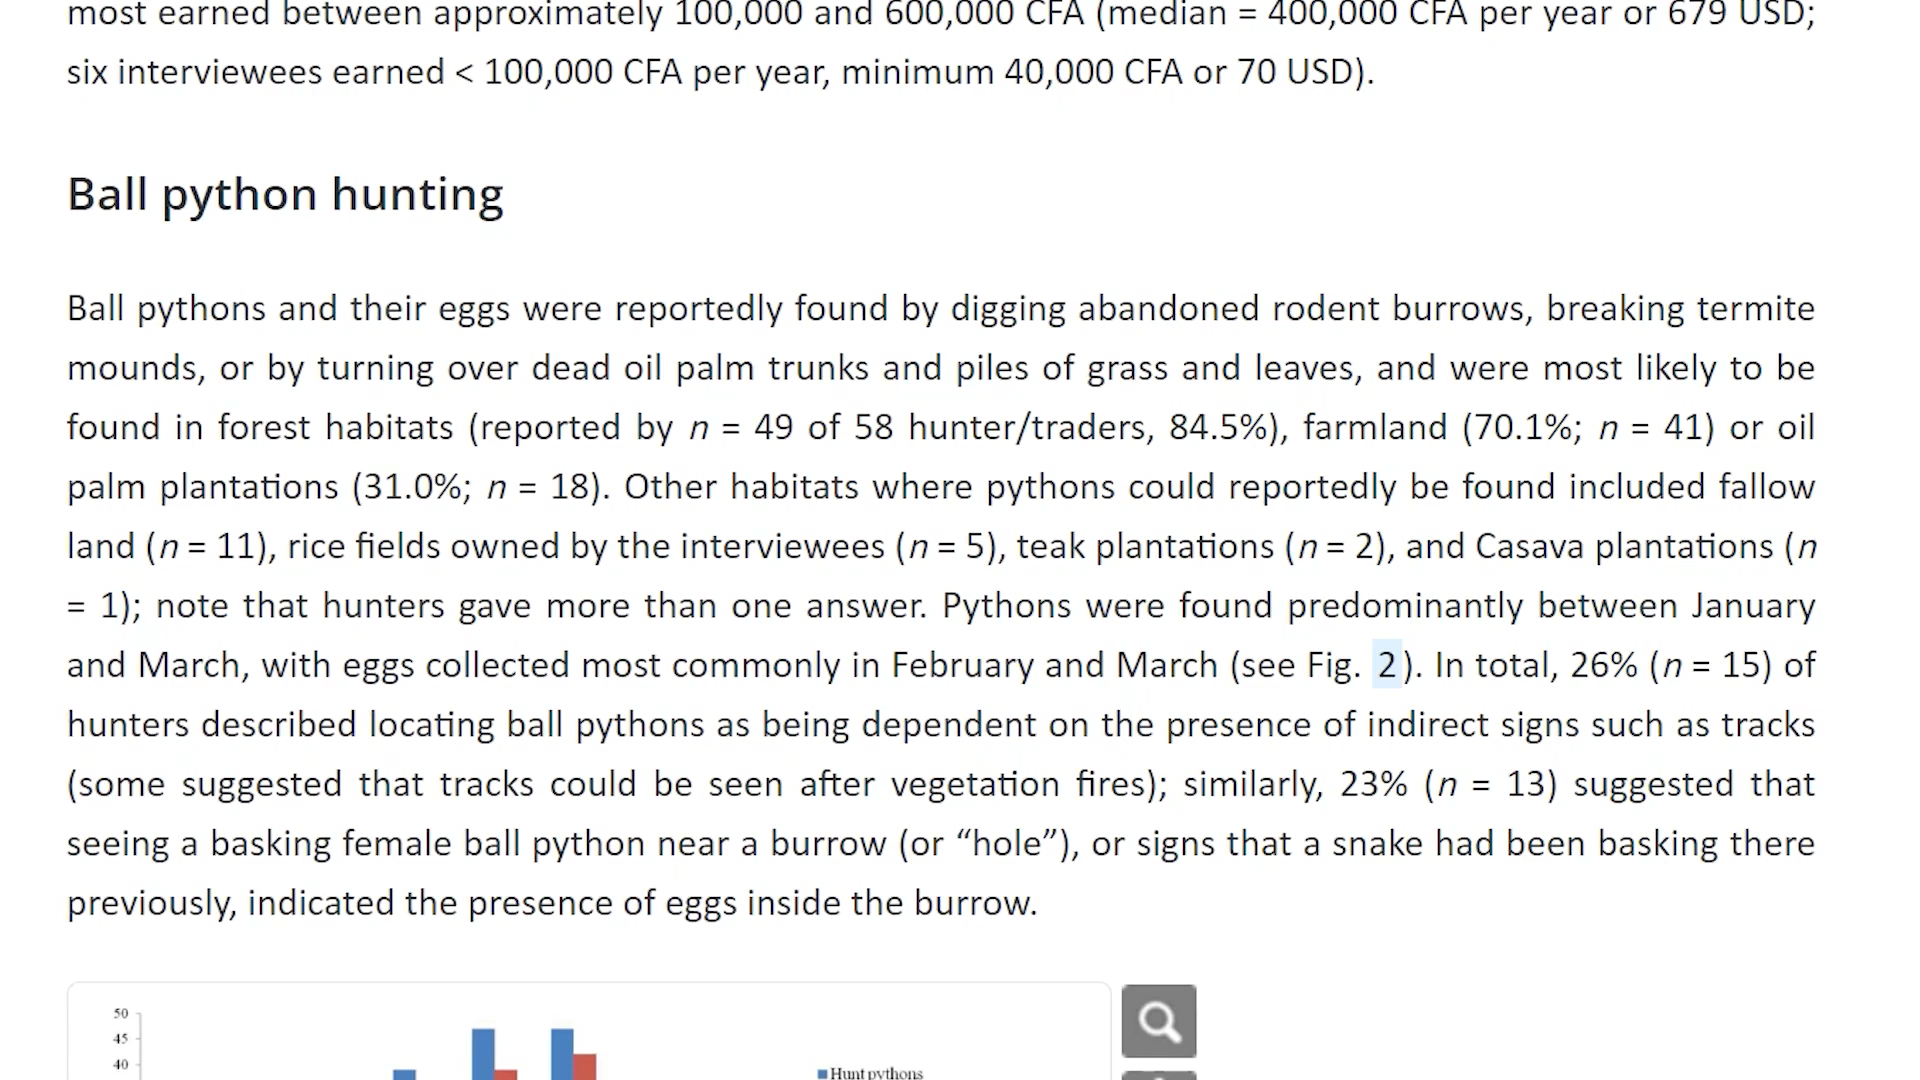 most earned between approximately 100,000 and 600,000 CFA (median = 400,000 CFA per year or 679 USD;
six interviewees earned < 100,000 CFA per year, minimum 40,000 CFA or 70 USD).
Ball python hunting
Ball pythons and their eggs were reportedly found by digging abandoned rodent burrows, breaking termite
mounds, or by turning over dead oil palm trunks and piles of grass and leaves, and were most likely to be
found in forest habitats (reported by n = 49 of 58 hunter/traders, 84.5%), farmland (70.1%; n = 41) or oil
palm plantations (31.0%; n = 18). Other habitats where pythons could reportedly be found included fallow
land (n = 11), rice fields owned by the interviewees (n = 5), teak plantations (n = 2), and Casava plantations (n
= 1); note that hunters gave more than one answer. Pythons were found predominantly between January
and March, with eggs collected most commonly in February and March (see Fig. 2). In total, 26% (n = 15) of
hunters described locating ball pythons as being dependent on the presence of indirect signs such as tracks
(some suggested that tracks could be seen after vegetation fires); similarly, 23% (n = 13) suggested that
seeing a basking female ball python near a burrow (or “hole”), or signs that a snake had been basking there
previously, indicated the presence of eggs inside the burrow.
50
45
40
Hunt pythons